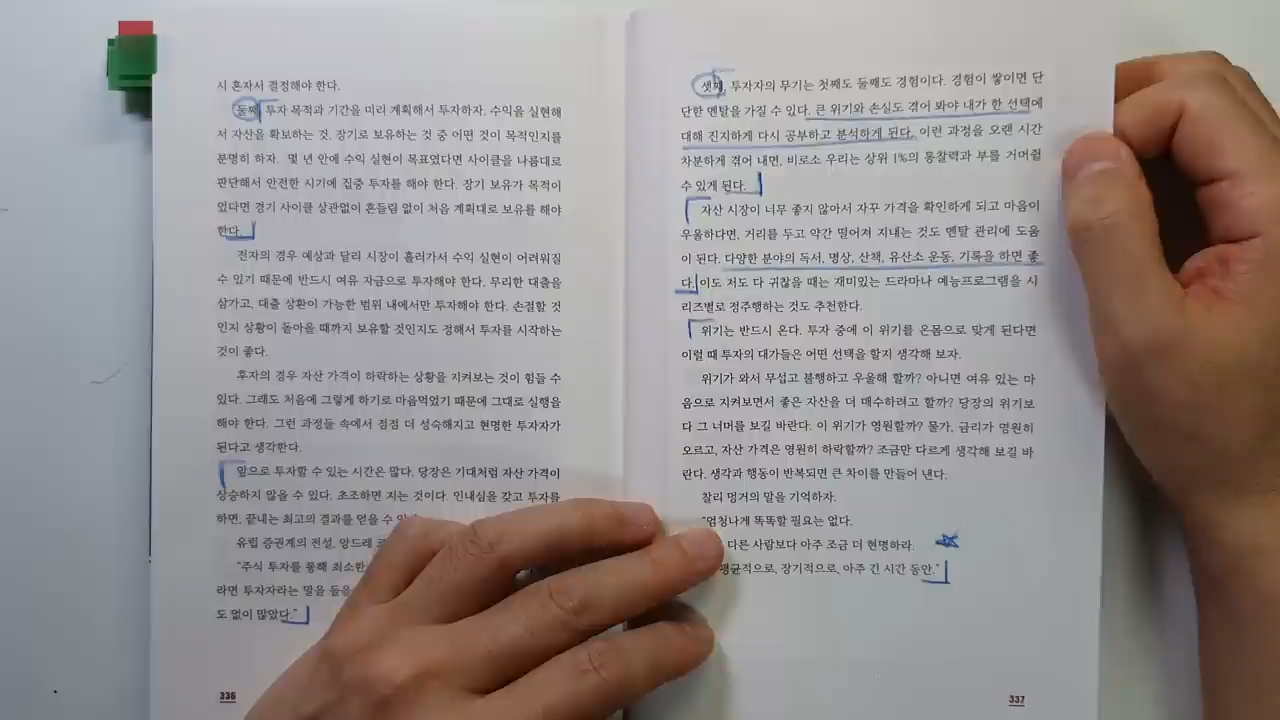 시 혼자서 결정해야 한다.
둘째, 투자 목적과 기간을 미리 계획해서 투자하자. 수익을 실현해
서 자산을 확보하는 것, 장기로 보유하는 것 중 어떤 것이 목적인지를
분명히 하자. 몇 년 안에 수익 실현이 목표였다면 사이클을 나름대로
판단해서 안전한 시기에 집중 투자를 해야 한다. 장기 보유가 목적이
었다면 경기 사이클 상관없이 흔들림 없이 처음 계획대로 보유를 해야
한다.
전자의 경우 예상과 달리 시장이 흘러가서 수익 실현이 어려워질
수 있기 때문에 반드시 여유 자금으로 투자해야 한다. 무리한 대출을
삼가고, 대출 상환이 가능한 범위 내에서만 투자해야 한다. 손절할 것
인지 상황이 돌아올 때까지 보유할 것인지도 정해서 투자를 시작하는
것이 좋다.
후자의 경우 자산 가격이 하락하는 상황을 지켜보는 것이 힘들 수
있다. 그래도 처음에 그렇게 하기로 마음먹었기 때문에 그대로 실행을
해야 한다. 그런 과정들 속에서 점점 더 성숙해지고 현명한 투자자가
된다고 생각한다.
앞으로 투자할 수 있는 시간은 많다. 당장은 기대처럼 자산 가격이
상승하지 않을 수 있다. 초조하면 지는 것이다. 인내심을 갖고 투자를
하면, 끝내는 최고의 결과를 얻을 수
유럽 증권계의 전설, 앙드레
"주식 투자를 통해 최소한
라면 투자자라는 말을 들을
도 없이 많았다."
336
셋째, 투자자의 무기는 첫째도 둘째도 경험이다. 경험이 쌓이면 단
단한 멘탈을 가질 수 있다. 큰 위기와 손실도 겪어 봐야 내가 한 선택에
대해 진지하게 다시 공부하고 분석하게 된다. 이런 과정을 오랜 시간
차분하게 겪어 내면, 비로소 우리는 상위 1%의 통찰력과 부를 거머쥘
수 있게 된다.
자산 시장이 너무 좋지 않아서 자꾸 가격을 확인하게 되고 마음이
우울하다면, 거리를 두고 약간 떨어져 지내는 것도 멘탈 관리에 도움
이 된다. 다양한 분야의 독서, 명상, 산책, 유산소 운동, 기록을 하면 좋
다. 이도 저도 다 귀찮을 때는 재미있는 드라마나 예능프로그램을 시
리즈별로 정주행하는 것도 추천한다.
위기는 반드시 온다. 투자 중에 이 위기를 온몸으로 맞게 된다면
이럴 때 투자의 대가들은 어떤 선택을 할지 생각해 보자.
위기가 와서 무섭고 불행하고 우울해 할까? 아니면 여유 있는 마
음으로 지켜보면서 좋은 자산을 더 매수하려고 할까? 당장의 위기보
다 그 너머를 보길 바란다. 이 위기가 영원할까? 물가, 금리가 영원히
오르고, 자산 가격은 영원히 하락할까? 조금만 다르게 생각해 보길 바
란다. 생각과 행동이 반복되면 큰 차이를 만들어 낸다.
찰리 멍거의 말을 기억하자.
"엄청나게 똑똑할 필요는 없다.
다른 사람보다 아주 조금 더 현명하라.
평균적으로, 장기적으로, 아주 긴 시간 동안."
337